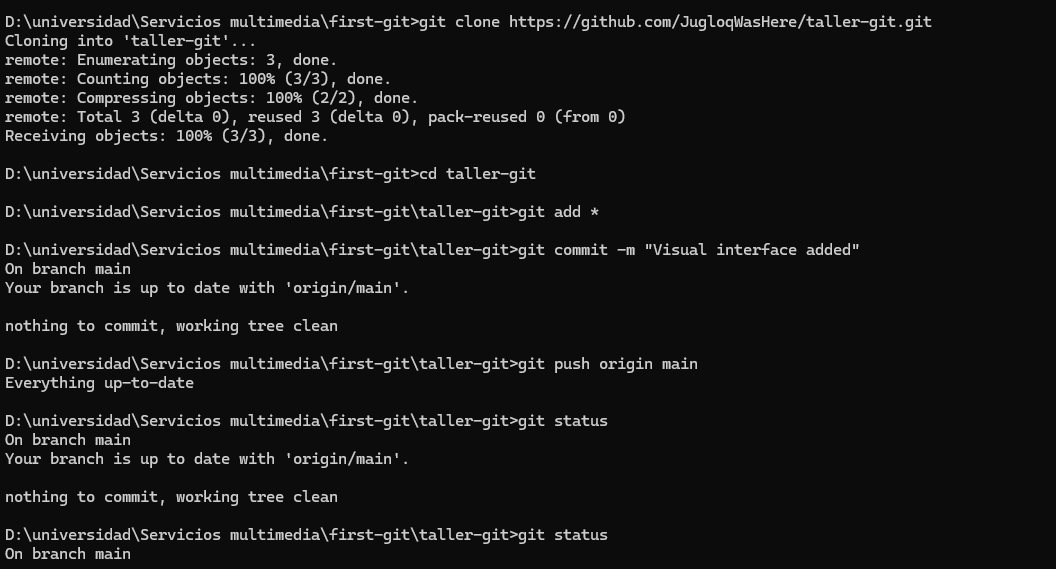 D:\universidad\Servicios multimedia\first-git>git clone https://github.com/JugloqWasHere/taller-git.git
Cloning into 'taller-git'...
remote: Enumerating objects: 3, done.
remote: Counting objects: 100% (3/3), done.
remote: Compressing objects: 100% (2/2), done.
remote: Total 3 (delta 0), reused 3 (delta 0), pack-reused 0 (from 0)
Receiving objects: 100% (3/3), done.
D:\universidad\Servicios multimedia\first-git>cd taller-git
D:\universidad\Servicios multimedia\first-git\taller-git>git add *
D:\universidad\Servicios multimedia\first-git\taller-git>git commit -m "Visual interface added"
On branch main
Your branch is up to date with 'origin/main'.
nothing to commit, working tree clean
D:\universidad\Servicios multimedia\first-git\taller-git>git push origin main
Everything up-to-date
D:\universidad\Servicios multimedia\first-git\taller-git>git status
On branch main
Your branch is up to date with 'origin/main'.
nothing to commit, working tree clean
D:\universidad\Servicios multimedia\first-git\taller-git>git status
On branch main